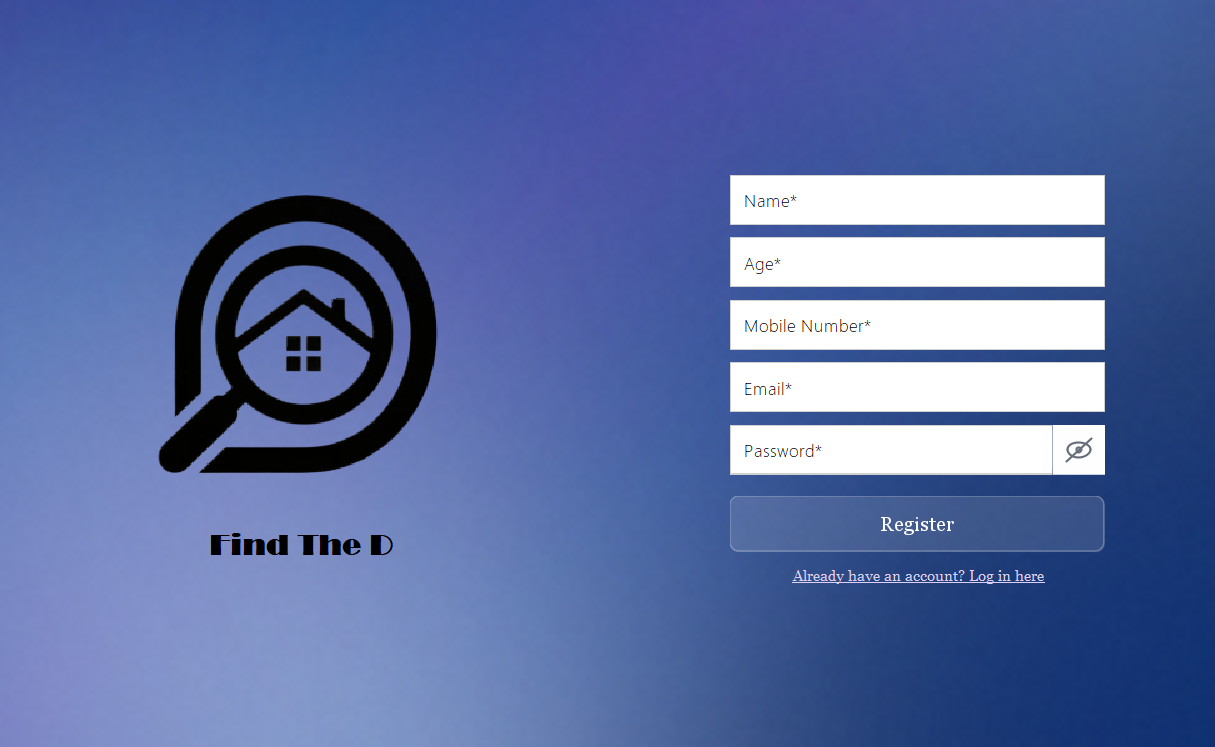 Find The D
Name*
Age*
Mobile Number*
Email*
Password*
Register
Already have an account? Log in here